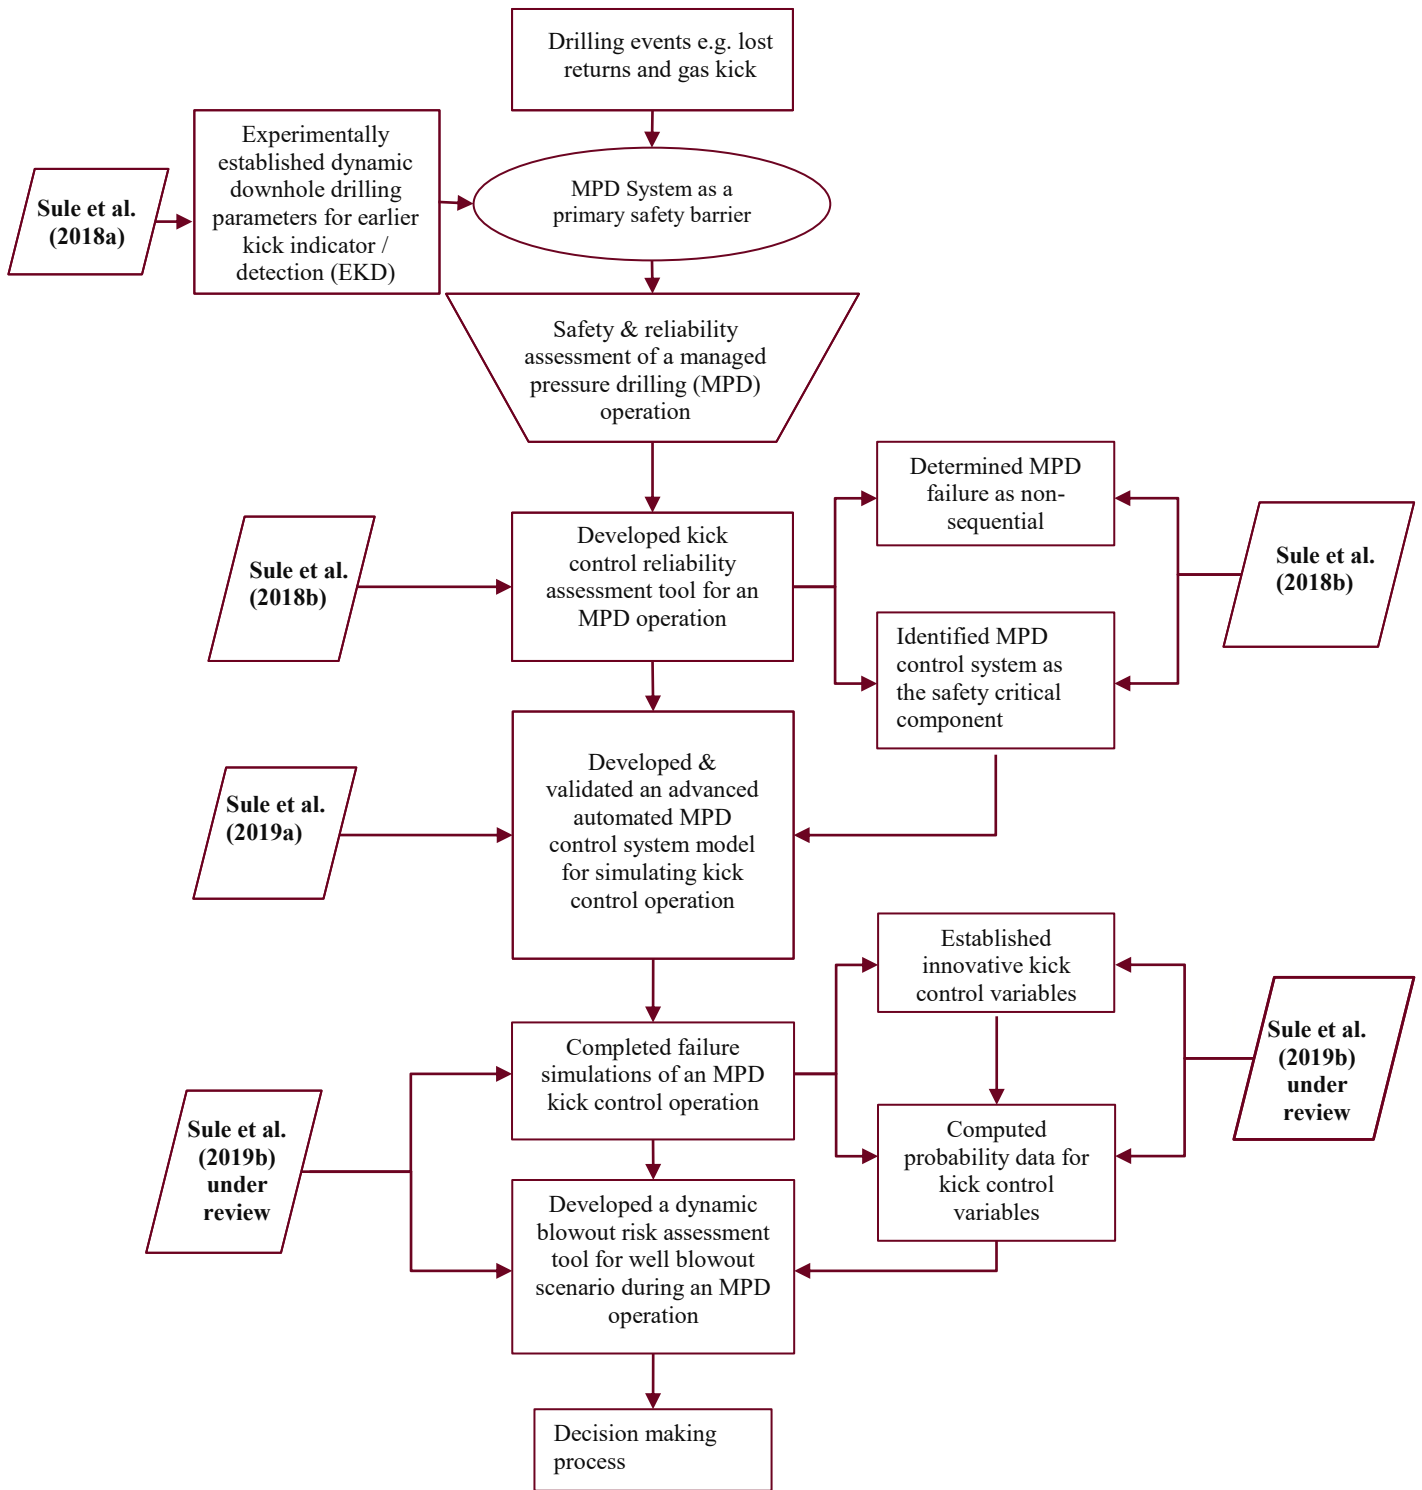 Drilling events e.g. lost
returns and gas kick
Experimentally
established dynamic
downhole drilling
parameters for earlier
kick indicator /
detection (EKD)
Sule et al.
(2018a)
MPD System as a
primary safety barrier
Safety & reliability
assessment of a managed
pressure drilling (MPD)
operation
Determined MPD
failure as non-
sequential
Sule et al.
(2018b)
Developed kick
control reliability
assessment tool for an
MPD operation
Sule et al.
(2018b)
Identified MPD
control system as
the safety critical
component
Developed &
validated an advanced
automated MPD
control system model
for simulating kick
control operation
Sule et al.
(2019a)
Established
innovative kick
control variables
Sule et al.
(2019b)
under
review
Completed failure
simulations of an MPD
kick control operation
Sule et al.
(2019b)
under
review
Computed
probability data for
kick control
variables
Developed a dynamic
blowout risk assessment
tool for well blowout
scenario during an MPD
operation
Decision making
process